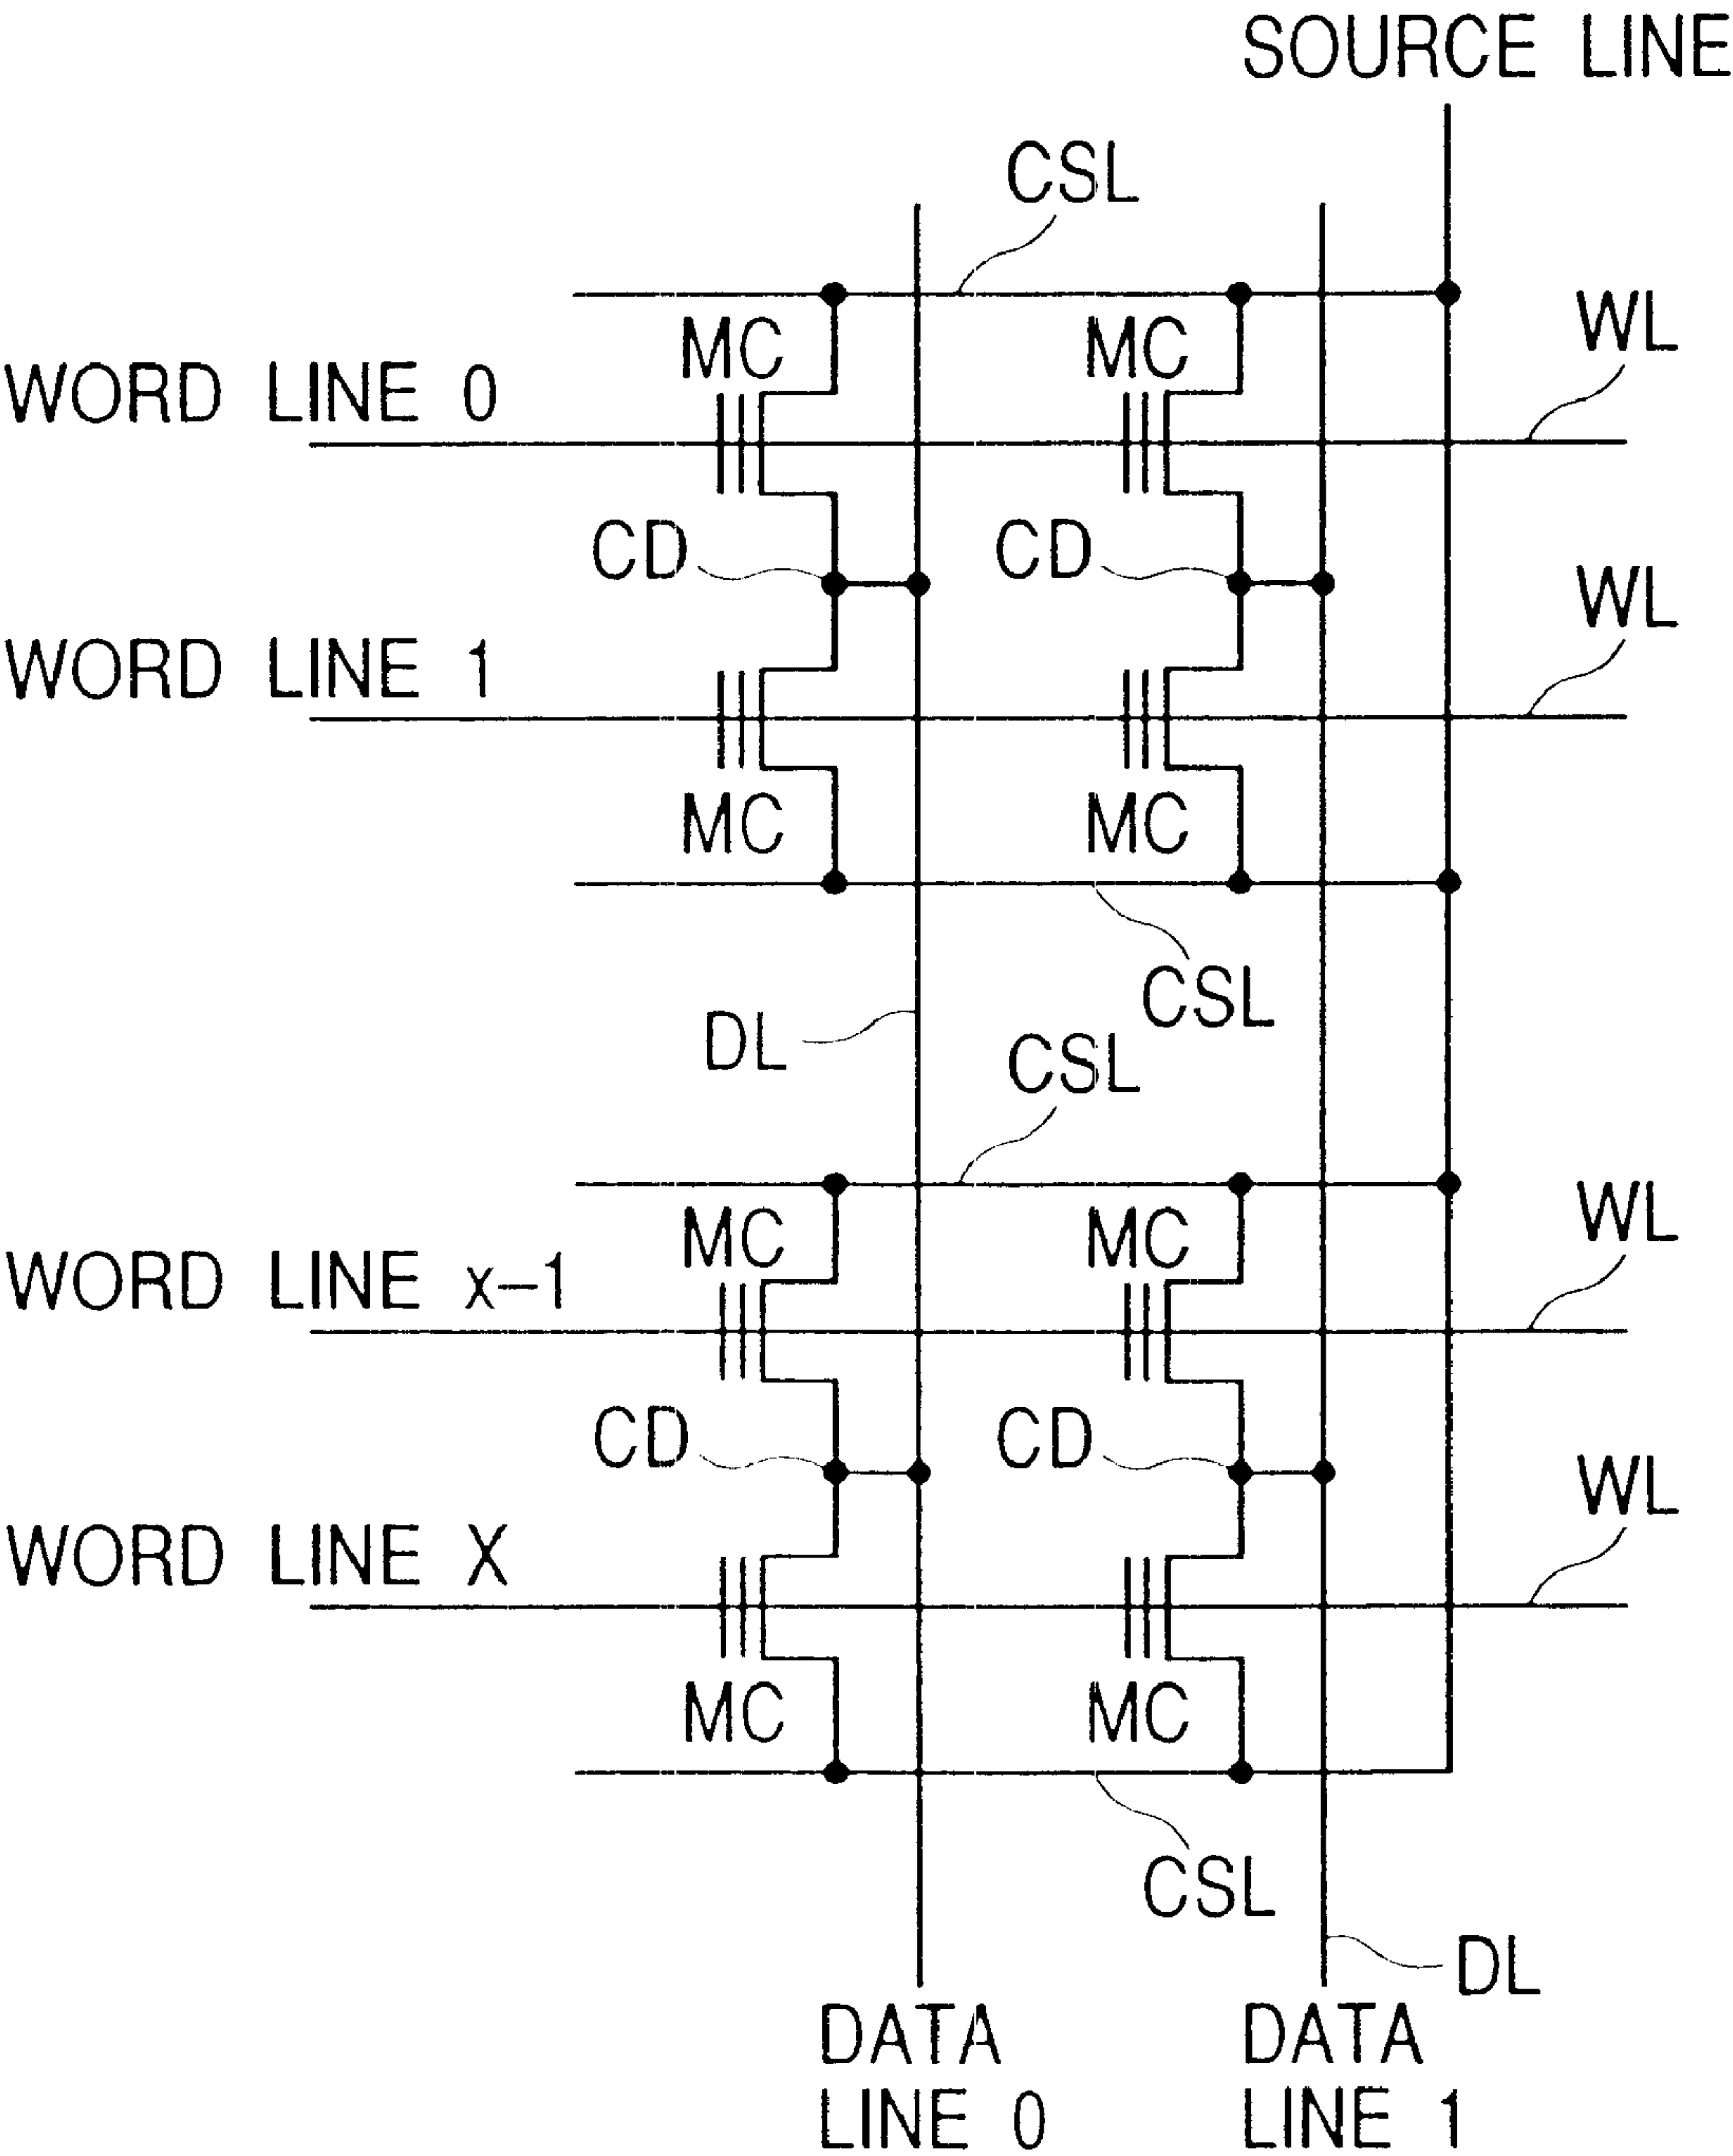 SOURCE LINE
CSL
MC MC WL
WORD LINE 0
CD CD
WL
WORD LINE 1
MC MC
CSL
DL
CSL
MC MC WL
WORD LINE x-1
CD CD
WL
WORD LINE X
MC MC
CSL
DL
DATA DATA
LINE 0 LINE 1